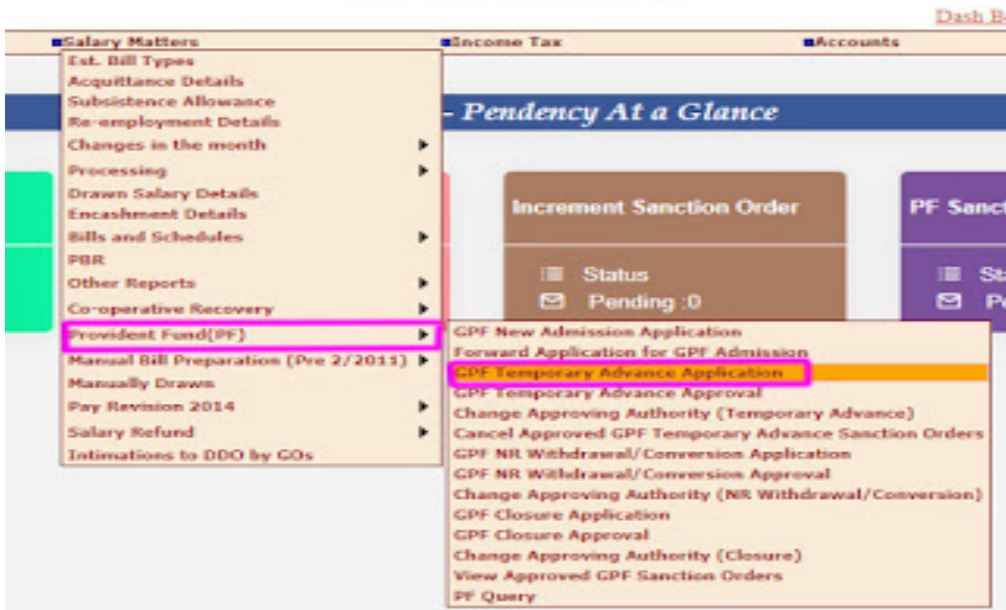 Dash B
Salary Matters
Income Tax
Accounts
Est. Bill Types
Acquittance Details
Subsistence Allowance
Re-employment Details
Changes in the month
Processing
Drawn Salary Details
Encashment Details
Bills and Schedules
PBR
Other Reports
Co-operative Recovery
Provident Fund(PF)
Manual Bill Preparation (Pre 2/2011)
Manually Drawn
Pay Revision 2014
Salary Refund
Intimations to DDO by GOs
- Pendency At a Glance
Increment Sanction Order
Status
Pending :0
PF Sanct
Sta
Pe
GPF New Admission Application
Forward Application for GPF Admission
GPF Temporary Advance Application
GPF Temporary Advance Approval
Change Approving Authority (Temporary Advance)
Cancel Approved GPF Temporary Advance Sanction Orders
GPF NR Withdrawal/Conversion Application
GPF NR Withdrawal/Conversion Approval
Change Approving Authority (NR Withdrawal/Conversion)
GPF Closure Application
GPF Closure Approval
Change Approving Authority (Closure)
View Approved GPF Sanction Orders
PF Query